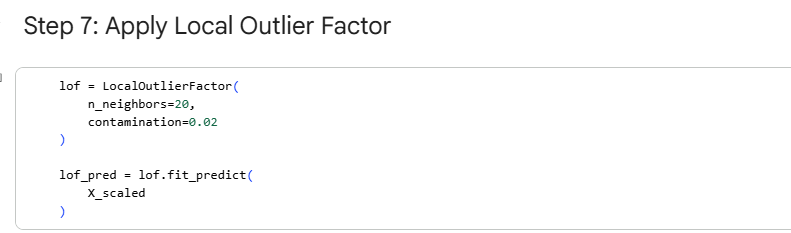 Step 7: Apply Local Outlier Factor
lof = LocalOutlierFactor(
    n_neighbors=20,
    contamination=0.02
)
lof_pred = lof.fit_predict(
    X_scaled
)